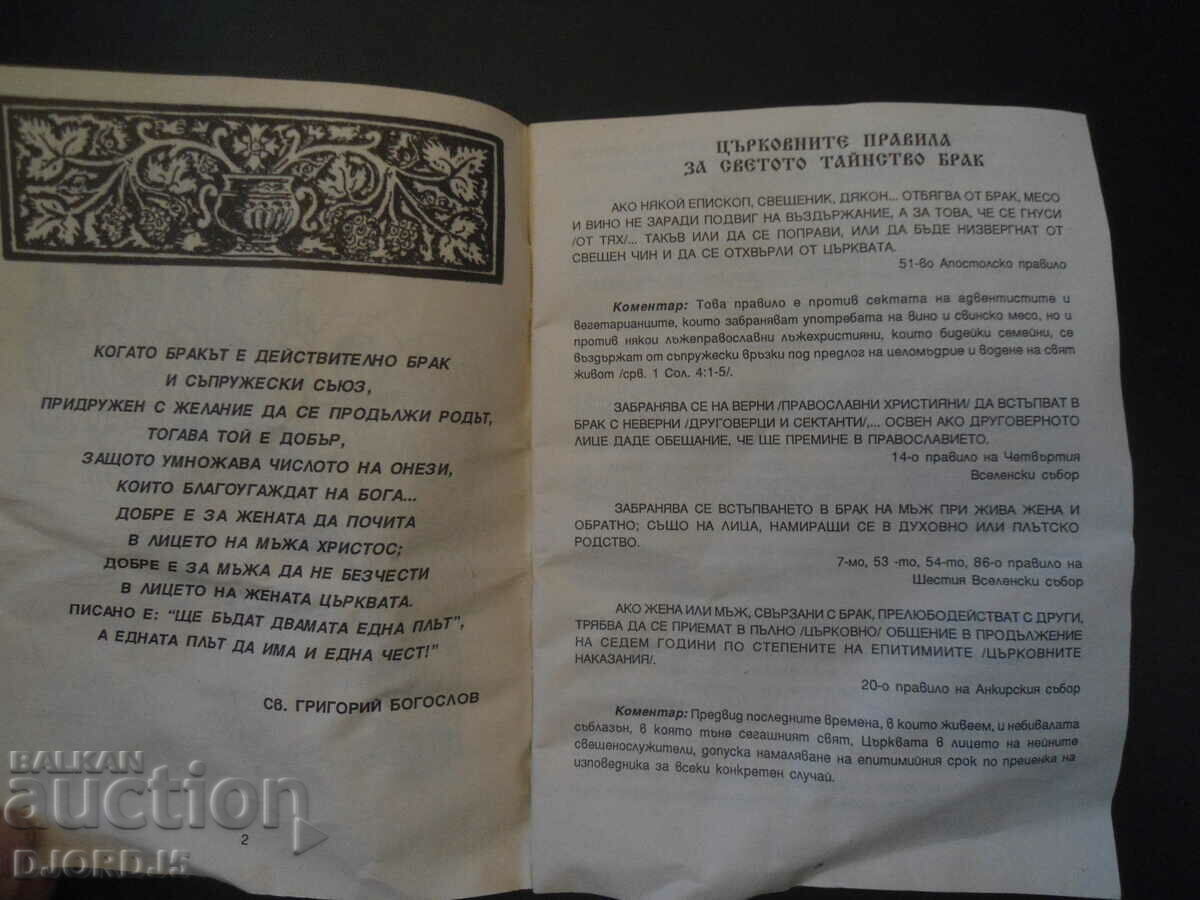 КОГАТО БРАКЪТ Е ДЕЙСТВИТЕЛНО БРАК
И СЪПРУЖЕСКИ СЪЮЗ,
ПРИДРУЖЕН С ЖЕЛАНИЕ ДА СЕ ПРОДЪЛЖИ РОДЪТ,
ТОГАВА ТОЙ Е ДОБЪР,
ЗАЩОТО УМНОЖАВА ЧИСЛОТО НА ОНЕЗИ,
КОИТО БЛАГОУГАЖДАТ НА БОГА...
ДОБРЕ Е ЗА ЖЕНАТА ДА ПОЧИТА
В ЛИЦЕТО НА МЪЖА ХРИСТОС;
ДОБРЕ Е ЗА МЪЖА ДА НЕ БЕЗЧЕСТИ
В ЛИЦЕТО НА ЖЕНАТА ЦЪРКВАТА.
ПИСАНО Е: "ЩЕ БЪДАТ ДВАМАТА ЕДНА ПЛЪТ",
А ЕДНАТА ПЛЪТ ДА ИМА И ЕДНА ЧЕСТ!"
Св. ГРИГОРИЙ БОГОСЛОВ
2
ЦЪРКОВНИТЕ ПРАВИЛА
ЗА СВЕТОТО ТАЙНСТВО БРАК
АКО НЯКОЙ ЕПИСКОП, СВЕЩЕНИК, ДЯКОН... ОТБЯГВА ОТ БРАК, МЕСО
И ВИНО НЕ ЗАРАДИ ПОДВИГ НА ВЪЗДЪРЖАНИЕ, А ЗА ТОВА, ЧЕ СЕ ГНУСИ
/ОТ ТЯХ/... ТАКЪВ ИЛИ ДА СЕ ПОПРАВИ, ИЛИ ДА БЪДЕ НИЗВЕРГНАТ ОТ
СВЕЩЕН ЧИН И ДА СЕ ОТХВЪРЛИ ОТ ЦЪРКВАТА.
51-во Апостолско правило
Коментар: Това правило е против сектата на адвентистите и
вегетарианците, които забраняват употребата на вино и свинско месо, но и
против някои лъжеправославни лъжехристияни, които бидейки семейни, се
въздържат от съпружески връзки под предлог на целомъдрие и водене на свят
живот /срв. 1 Сол. 4:1-5/.
ЗАБРАНЯВА СЕ НА ВЕРНИ /ПРАВОСЛАВНИ ХРИСТИЯНИ/ ДА ВСТЪПВАТ В
БРАК С НЕВЕРНИ /ДРУГОВЕРЦИ И СЕКТАНТИ/,... ОСВЕН АКО ДРУГОВЕРНОТО
ЛИЦЕ ДАДЕ ОБЕЩАНИЕ, ЧЕ ЩЕ ПРЕМИНЕ В ПРАВОСЛАВИЕТО.
14-о правило на Четвъртия
Вселенски събор
ЗАБРАНЯВА СЕ ВСТЪПВАНЕТО В БРАК НА МЪЖ ПРИ ЖИВА ЖЕНА И
ОБРАТНО; СЪЩО НА ЛИЦА, НАМИРАЩИ СЕ В ДУХОВНО ИЛИ ПЛЪТСКО
РОДСТВО.
7-мо, 53 -то, 54-то, 86-о правило на
Шестия Вселенски събор
АКО ЖЕНА ИЛИ МЪЖ, СВЪРЗАНИ С БРАК, ПРЕЛЮБОДЕЙСТВАТ С ДРУГИ,
ТРЯБВА ДА СЕ ПРИЕМАТ В ПЪЛНО /ЦЪРКОВНО/ ОБЩЕНИЕ В ПРОДЪЛЖЕНИЕ
НА СЕДЕМ ГОДИНИ ПО СТЕПЕНИТЕ НА ЕПИТИМИИТЕ /ЦЪРКОВНИТЕ
НАКАЗАНИЯ/.
20-о правило на Анкирския събор
Коментар: Предвид последните времена, в които живеем, и небивалата
съблазън, в която тъне сегашният свят, Църквата в лицето на нейните
свещенослужители, допуска намаляване на епитимийния срок по преценка на
изповедника за всеки конкретен случай.
BALKAN
auction
DJORD.J5